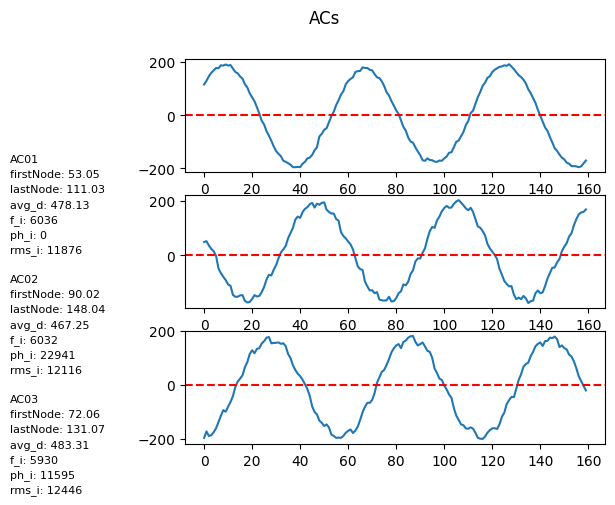 ACs
200
0
−200
0 20 40 60 80 100 120 140 160
AC01
firstNode: 53.05
lastNode: 111.03
avg_d: 478.13
f_i: 6036
ph_i: 0
rms_i: 11876
200
0
0 20 40 60 80 100 120 140 160
AC02
firstNode: 90.02
lastNode: 148.04
avg_d: 467.25
f_i: 6032
ph_i: 22941
rms_i: 12116
200
0
−200
0 20 40 60 80 100 120 140 160
AC03
firstNode: 72.06
lastNode: 131.07
avg_d: 483.31
f_i: 5930
ph_i: 11595
rms_i: 12446